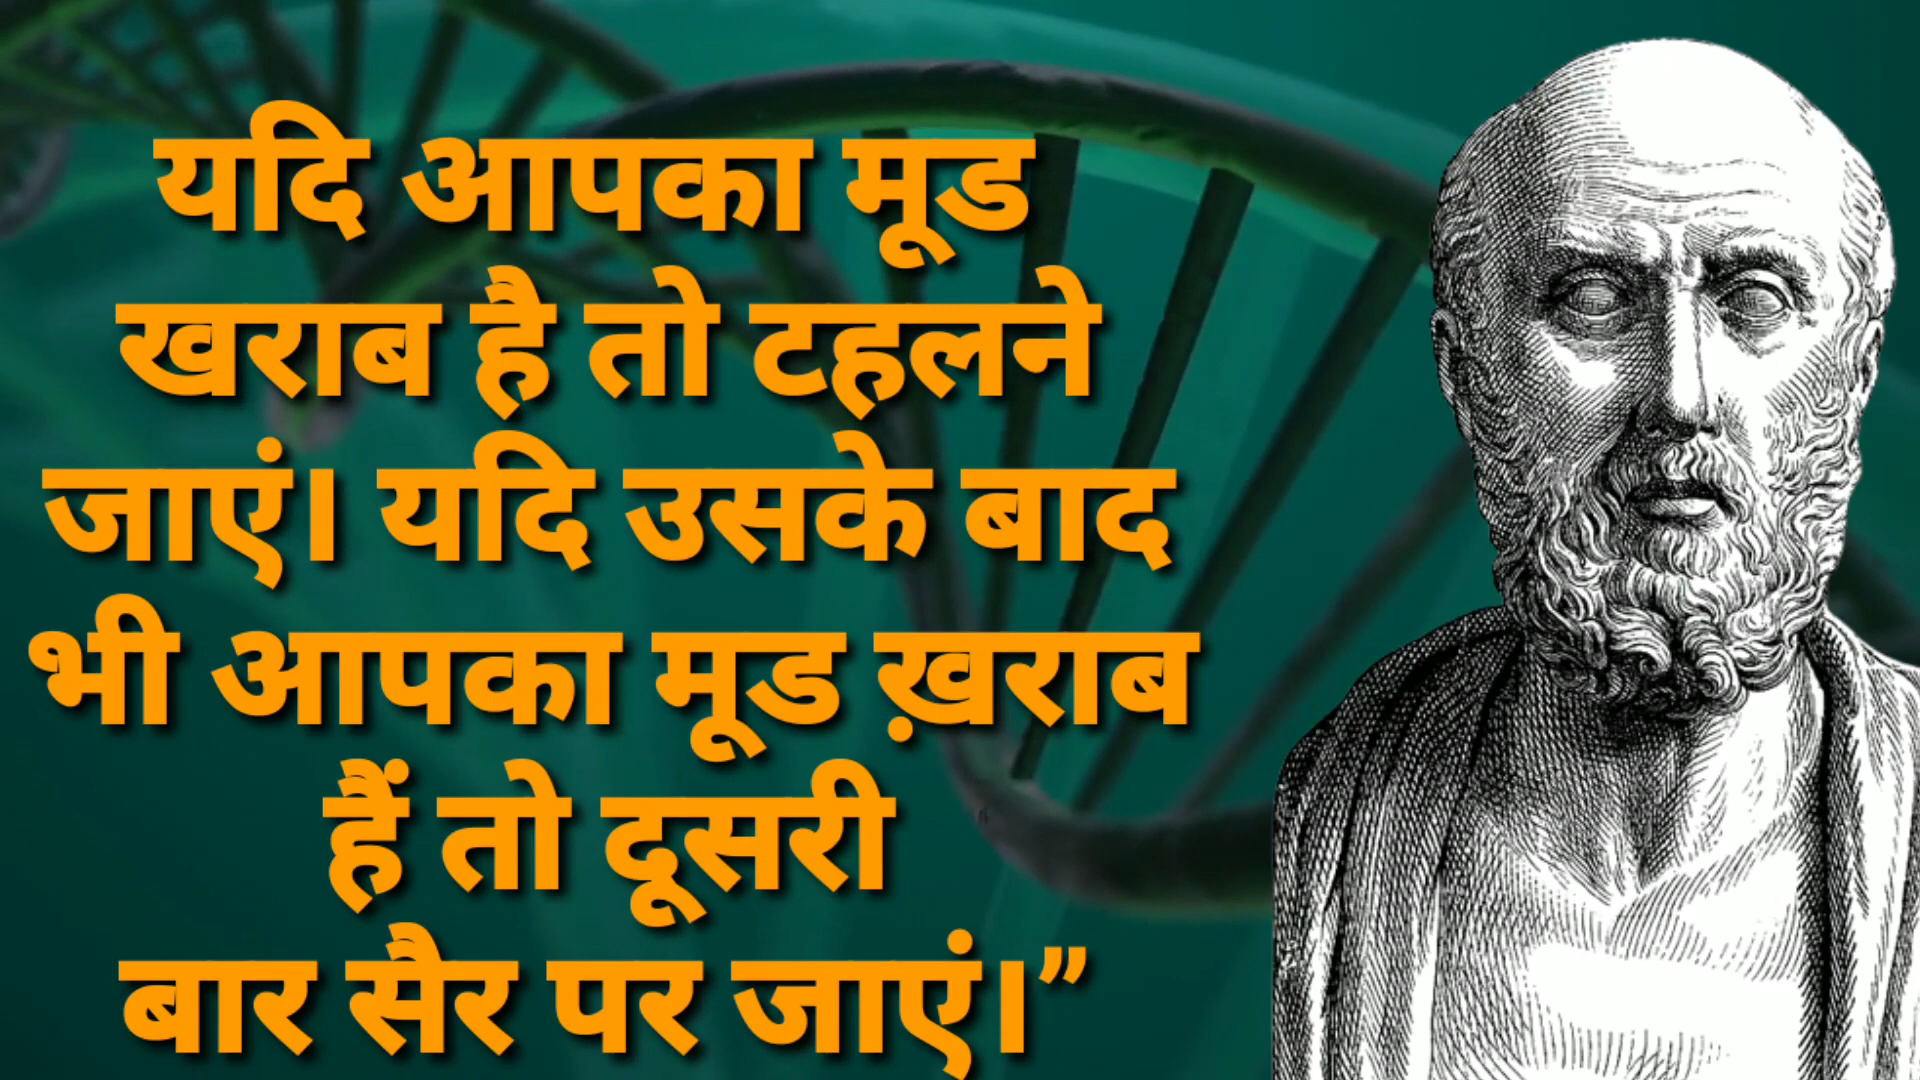 यदि आपका मूड
खराब है तो टहलने
जाएं। यदि उसके बाद
भी आपका मूड ख़राब
हैं तो दूसरी
बार सैर पर जाएं।”